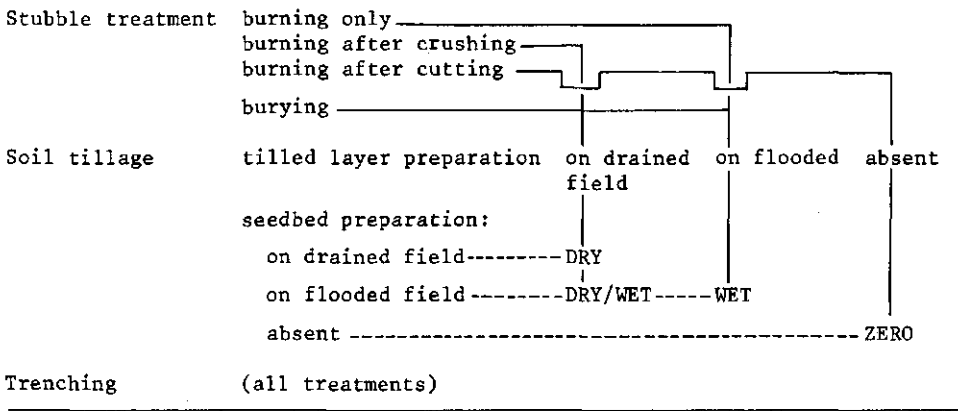 Stubble treatment burning only
burning after crushing
burning after cutting
burying
Soil tillage tilled layer preparation on drained on flooded absent
field
seedbed preparation:
on drained field---------DRY
on flooded field---------DRY/WET-----WET
absent ---------------------------------------------ZERO
Trenching (all treatments)